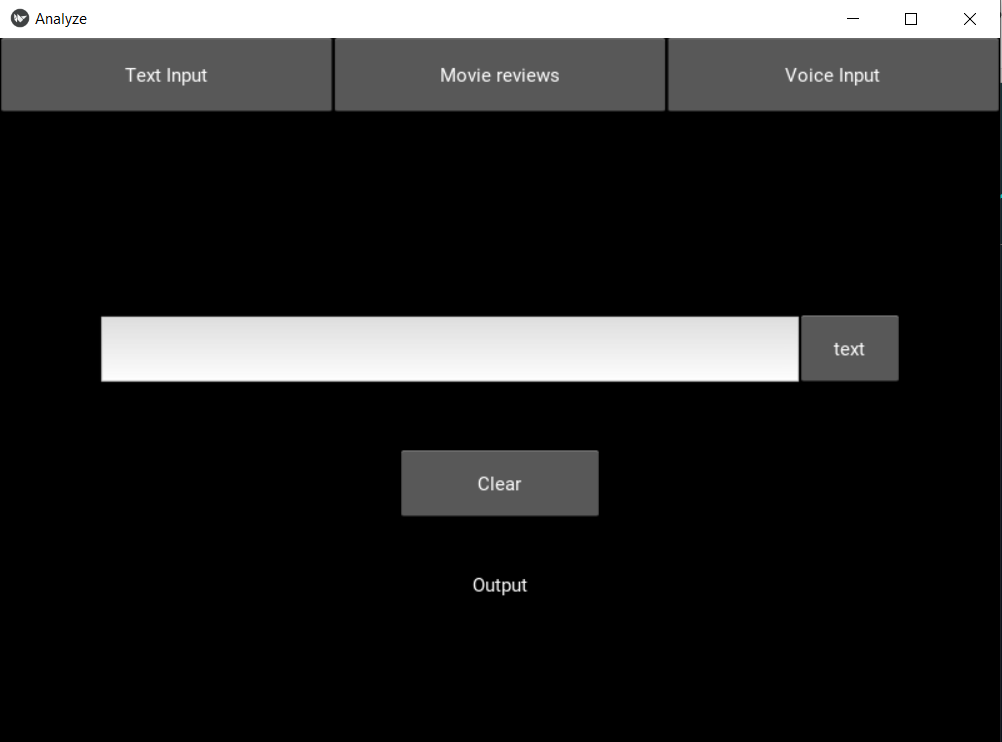 Analyze
Text Input Movie reviews Voice Input
text
Clear
Output